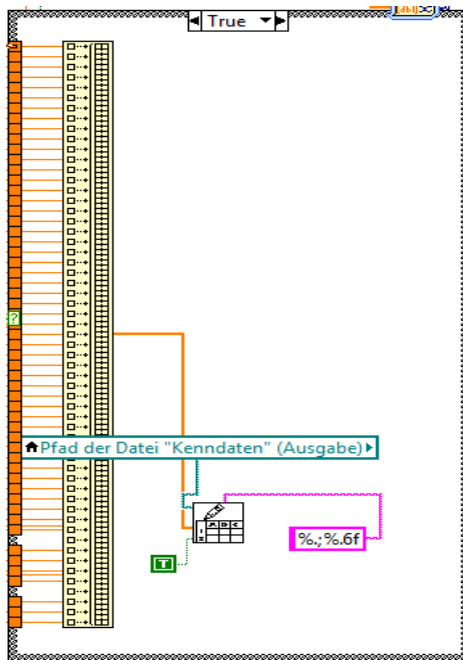 True
?
Pfad der Datei "Kenndaten" (Ausgabe)
%.;%.6f
T